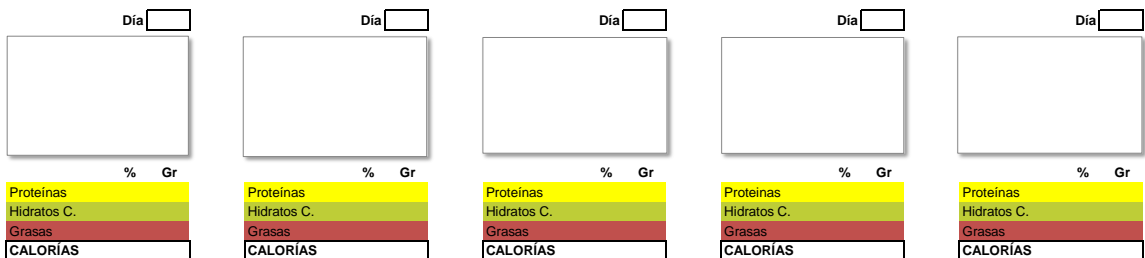 Día Día Día Día Día
% Gr % Gr % Gr % Gr % Gr
Proteínas Proteínas Proteínas Proteinas Proteínas
Hidratos C. Hidratos C. Hidratos C. Hidratos C. Hidratos C.
Grasas Grasas Grasas Grasas Grasas
CALORÍAS CALORÍAS CALORÍAS CALORÍAS CALORÍAS